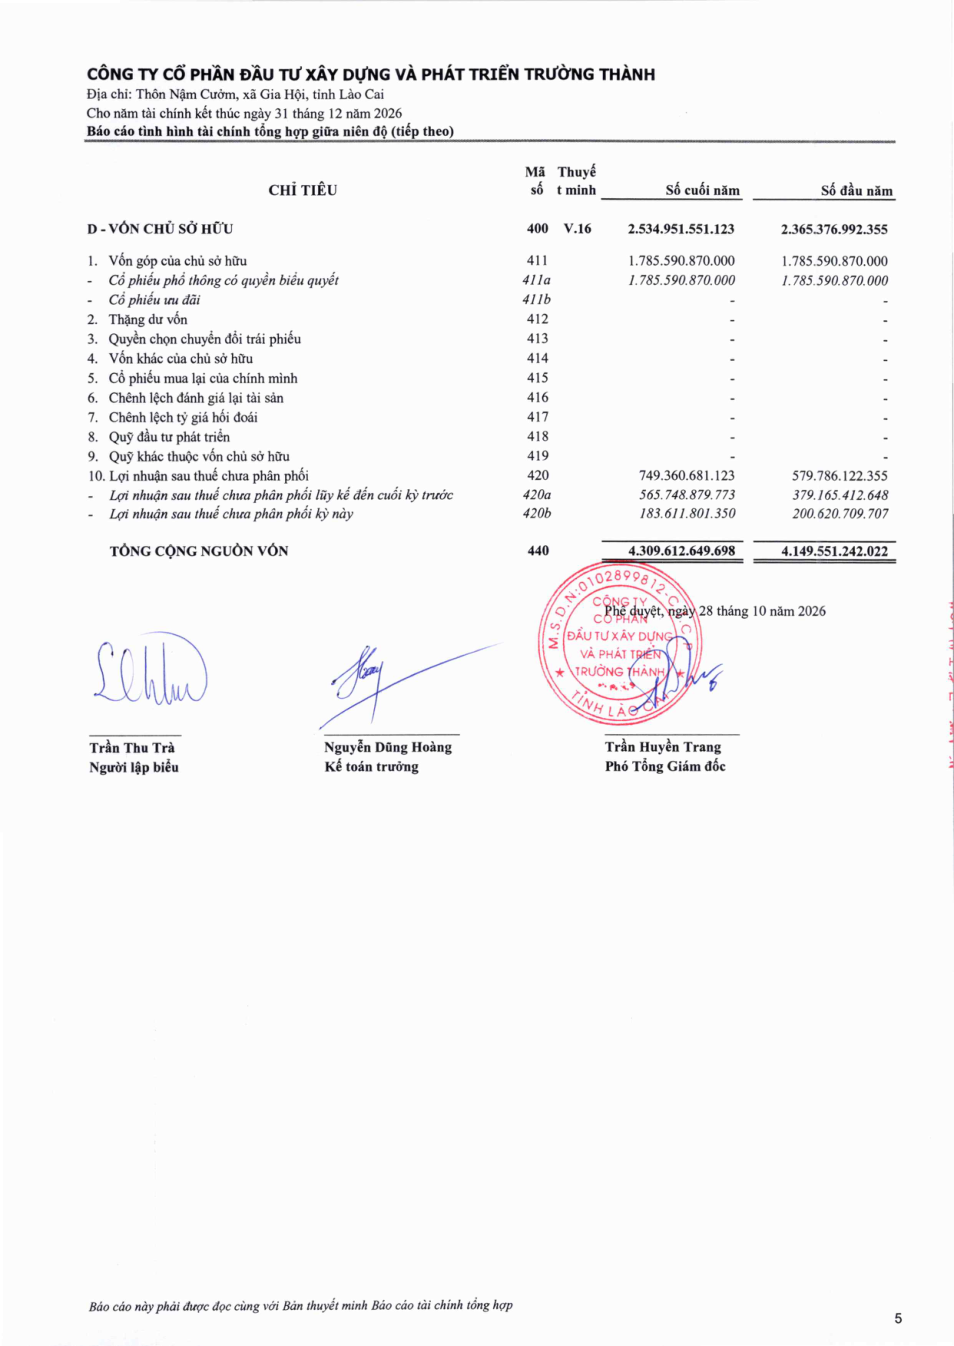 CÔNG TY CỔ PHẦN ĐẦU TƯ XÂY DỰNG VÀ PHÁT TRIỂN TRƯỜNG THÀNH
Địa chỉ: Thôn Nậm Cưởm, xã Gia Hội, tỉnh Lào Cai
Cho năm tài chính kết thúc ngày 31 tháng 12 năm 2026
Báo cáo tình hình tài chính tổng hợp giữa niên độ (tiếp theo)
CHỈ TIÊU Mã số Thuyế t minh Số cuối năm Số đầu năm
D - VỐN CHỦ SỞ HỮU 400 V.16 2.534.951.551.123 2.365.376.992.355
1. Vốn góp của chủ sở hữu 411 1.785.590.870.000 1.785.590.870.000
- Cổ phiếu phổ thông có quyền biểu quyết 411a 1.785.590.870.000 1.785.590.870.000
- Cổ phiếu ưu đãi 411b - -
2. Thặng dư vốn 412 - -
3. Quyền chọn chuyển đổi trái phiếu 413 - -
4. Vốn khác của chủ sở hữu 414 - -
5. Cổ phiếu mua lại của chính mình 415 - -
6. Chênh lệch đánh giá lại tài sản 416 - -
7. Chênh lệch tỷ giá hối đoái 417 - -
8. Quỹ đầu tư phát triển 418 - -
9. Quỹ khác thuộc vốn chủ sở hữu 419 - -
10. Lợi nhuận sau thuế chưa phân phối 420 749.360.681.123 579.786.122.355
- Lợi nhuận sau thuế chưa phân phối lũy kế đến cuối kỳ trước 420a 565.748.879.773 379.165.412.648
- Lợi nhuận sau thuế chưa phân phối kỳ này 420b 183.611.801.350 200.620.709.707
TỔNG CỘNG NGUỒN VỐN 440 4.309.612.649.698 4.149.551.242.022
Phê duyệt, ngày 28 tháng 10 năm 2026
M.S.D.N:0102899812-C.T.C.P
CÔNG TY
CỔ PHẦN
ĐẦU TƯ XÂY DỰNG
VÀ PHÁT TRIỂN
TRƯỜNG THÀNH
TỈNH LÀO CAI
Trần Thu Trà Nguyễn Dũng Hoàng Trần Huyền Trang
Người lập biểu Kế toán trưởng Phó Tổng Giám đốc
Báo cáo này phải được đọc cùng với Bản thuyết minh Báo cáo tài chính tổng hợp
5